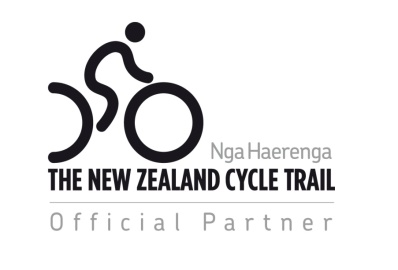 Nga Haerenga
THE NEW ZEALAND CYCLE TRAIL
Official Partner